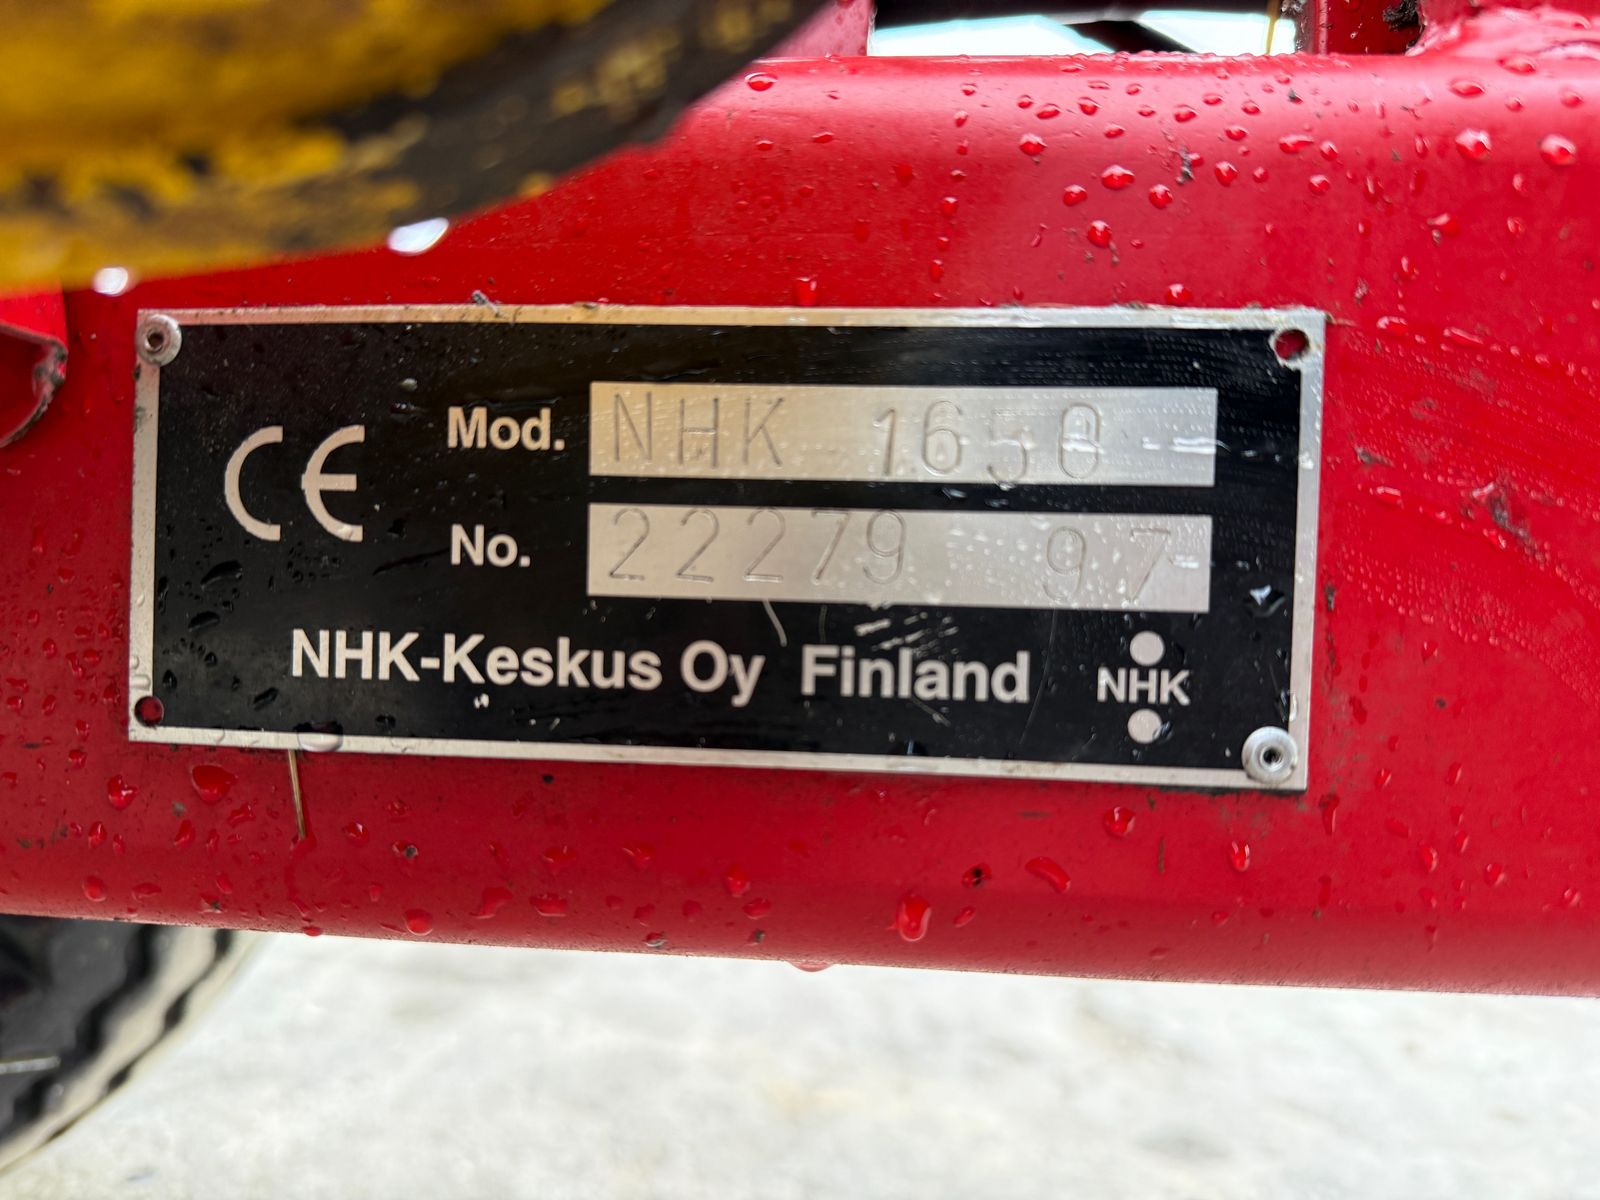 CE
Mod. NHK 1650
No. 22279 97
NHK-Keskus Oy Finland
NHK